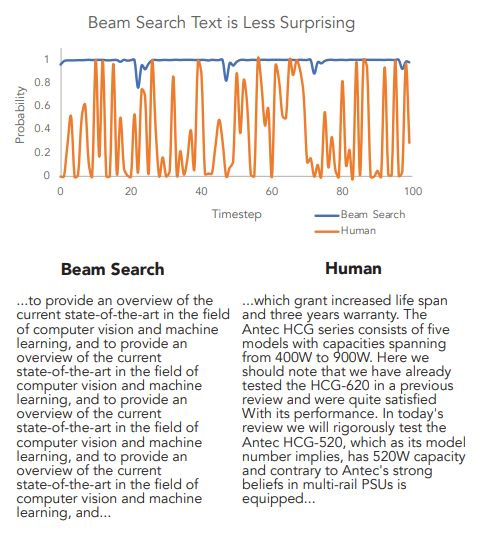 Beam Search Text is Less Surprising
Probability
1
0.8
0.6
0.4
0.2
0
0 20 40 60 80 100
Timestep
Beam Search
Human
Beam Search
...to provide an overview of the
current state-of-the-art in the field
of computer vision and machine
learning, and to provide an
overview of the current
state-of-the-art in the field of
computer vision and machine
learning, and to provide an
overview of the current
state-of-the-art in the field of
computer vision and machine
learning, and to provide an
overview of the current
state-of-the-art in the field of
computer vision and machine
learning, and...
Human
...which grant increased life span
and three years warranty. The
Antec HCG series consists of five
models with capacities spanning
from 400W to 900W. Here we
should note that we have already
tested the HCG-620 in a previous
review and were quite satisfied
With its performance. In today's
review we will rigorously test the
Antec HCG-520, which as its model
number implies, has 520W capacity
and contrary to Antec's strong
beliefs in multi-rail PSUs is
equipped...